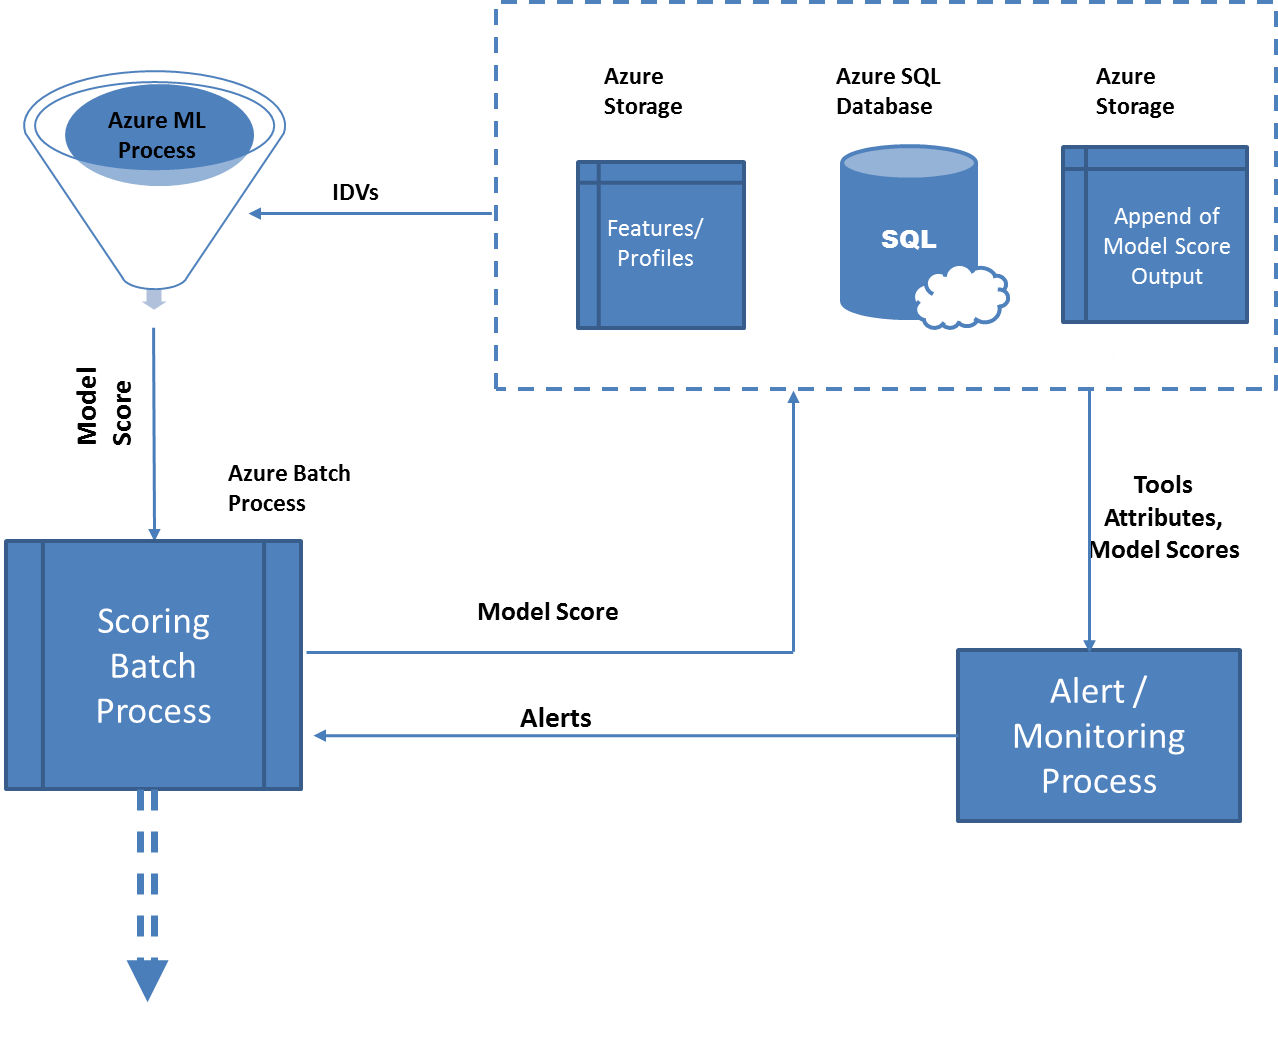 Azure ML
Process
IDVs
Azure
Storage
Azure SQL
Database
Azure
Storage
Features/
Profiles
SQL
Append of
Model Score
Output
Model
Score
Azure Batch
Process
Scoring
Batch
Process
Model Score
Tools
Attributes,
Model Scores
Alerts
Alert /
Monitoring
Process